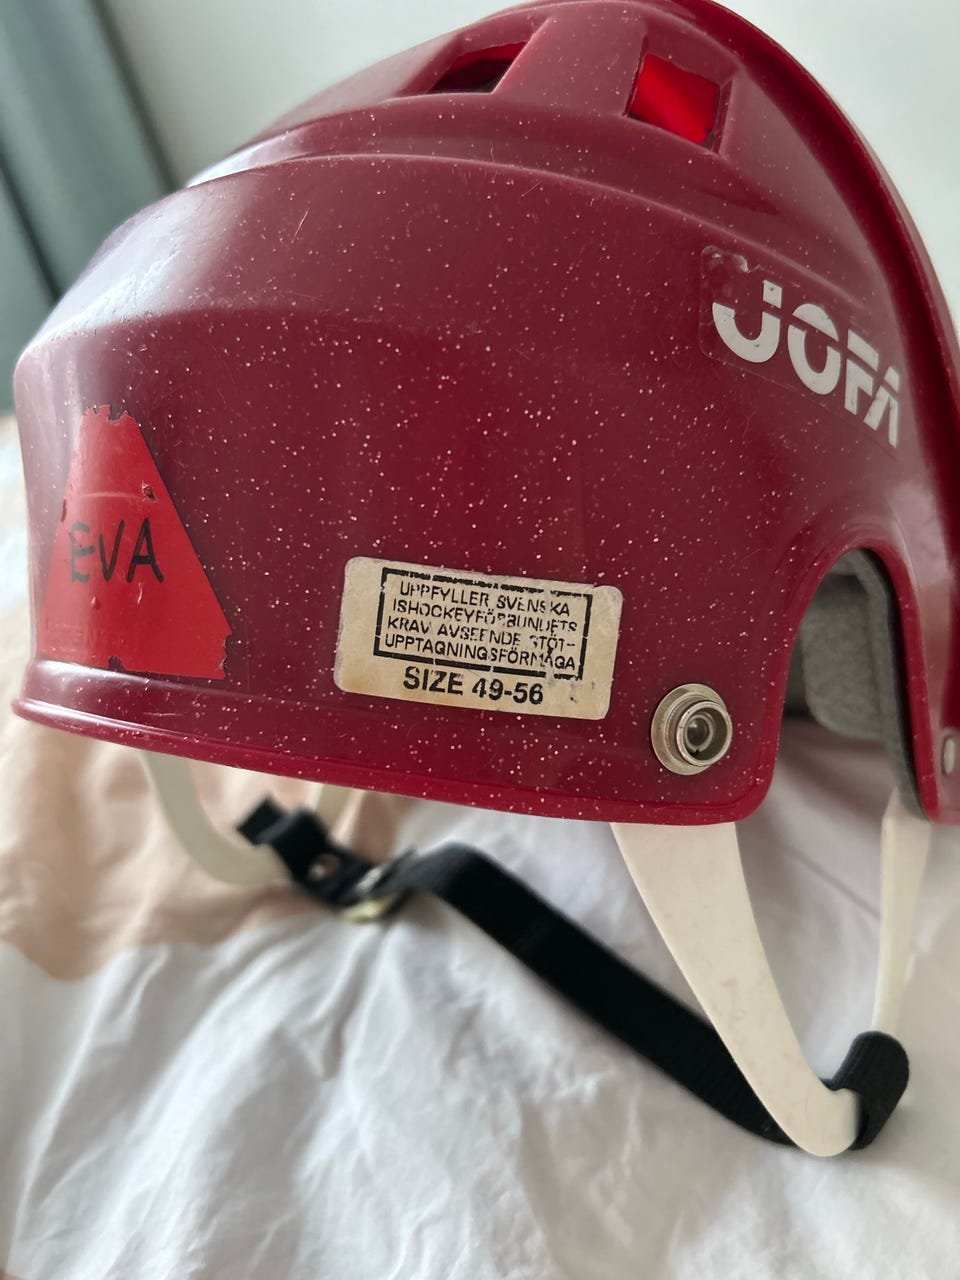 JOFA
EVA
UPPFYLLER SVENSKA
ISHOCKEYFÖRBUNDETS
KRAV AVSEENDE STÖT-
UPPTAGNINGSFÖRMÅGA
SIZE 49-56